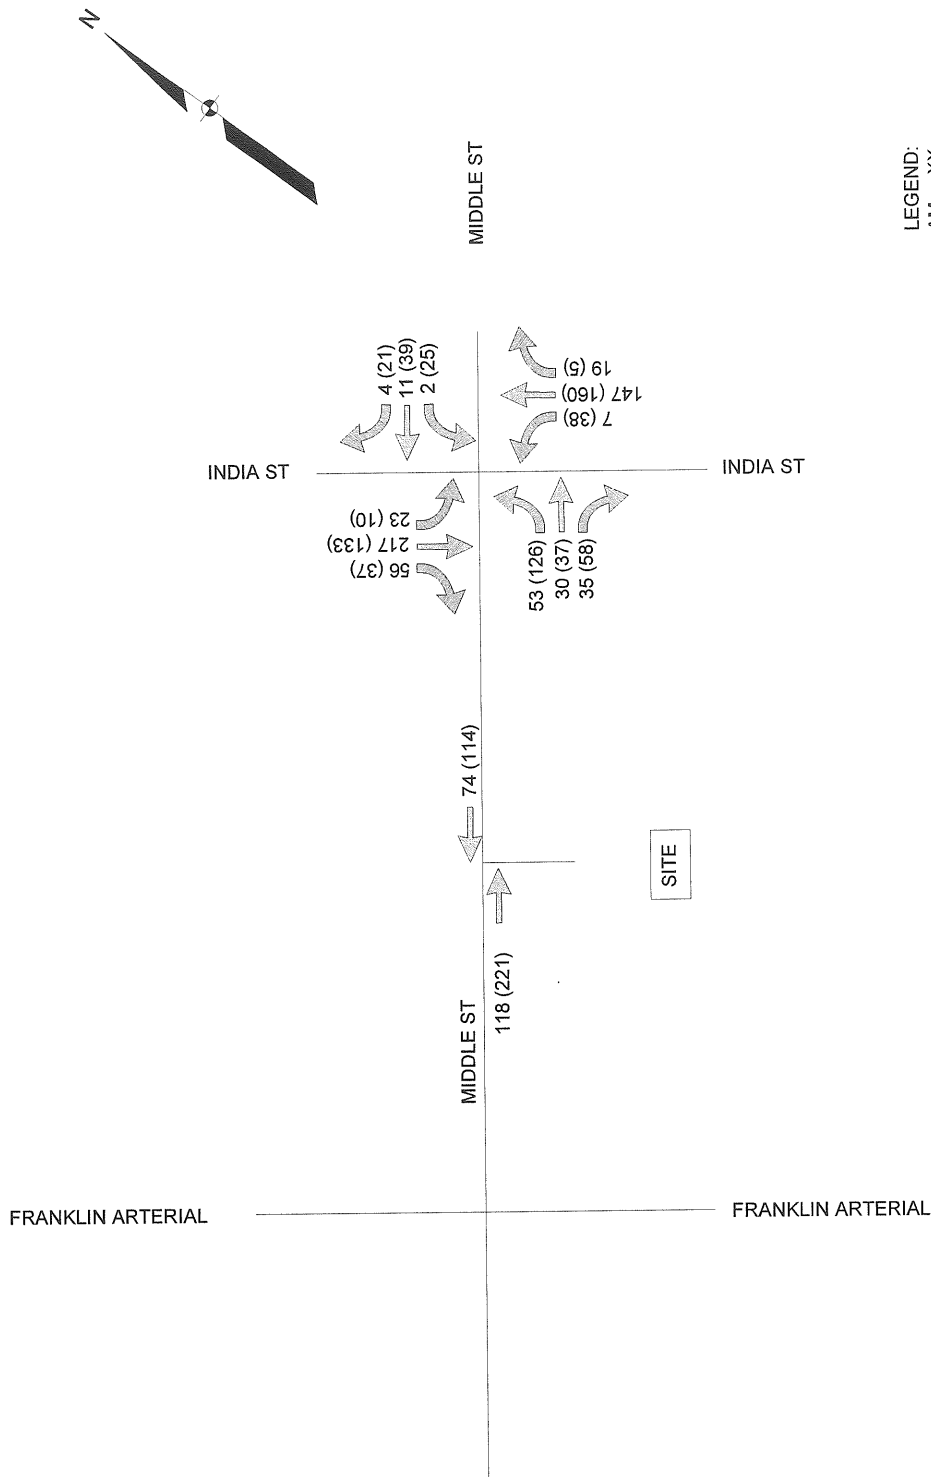 N
MIDDLE ST
LEGEND:
4 (21)
11 (39)
2 (25)
19 (5)
147 (160)
7 (38)
INDIA ST
INDIA ST
23 (10)
217 (133)
56 (37)
53 (126)
30 (37)
35 (58)
74 (114)
SITE
118 (221)
MIDDLE ST
FRANKLIN ARTERIAL
FRANKLIN ARTERIAL